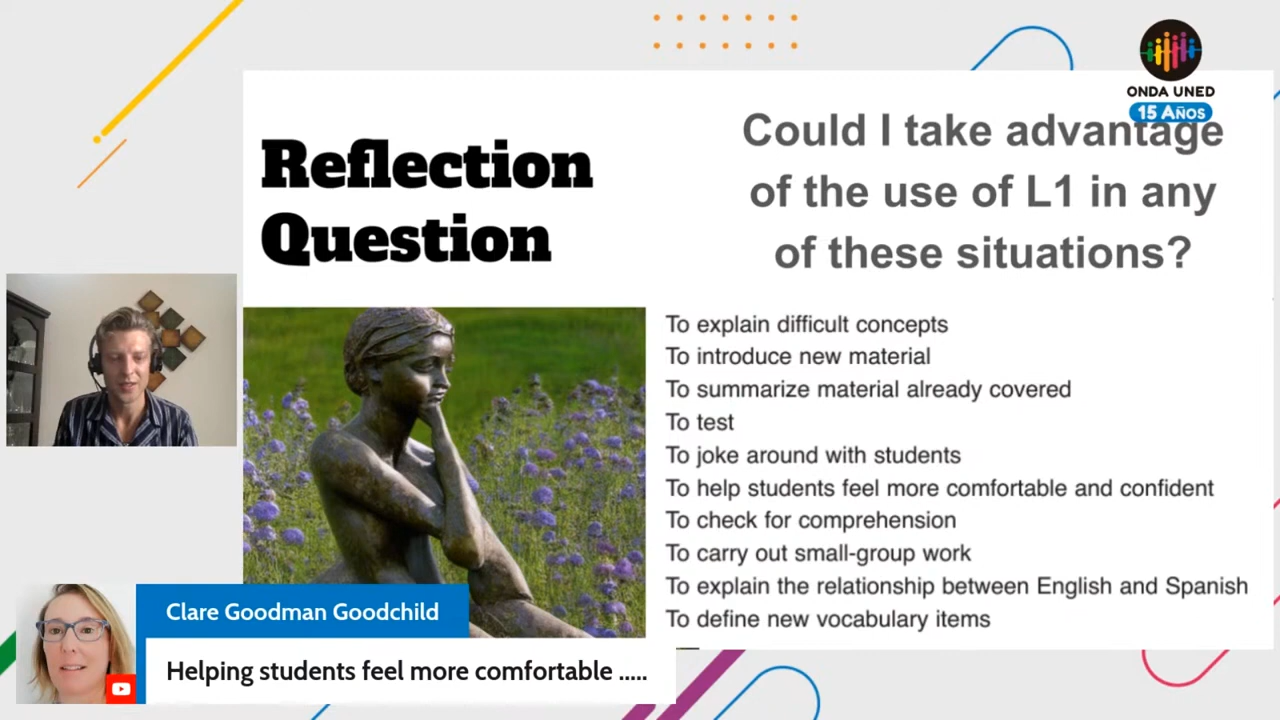 ONDA UNED
15 AÑOS
Reflection
Question
Could I take advantage
of the use of L1 in any
of these situations?
To explain difficult concepts
To introduce new material
To summarize material already covered
To test
To joke around with students
To help students feel more comfortable and confident
To check for comprehension
To carry out small-group work
To explain the relationship between English and Spanish
To define new vocabulary items
Clare Goodman Goodchild
Helping students feel more comfortable .....